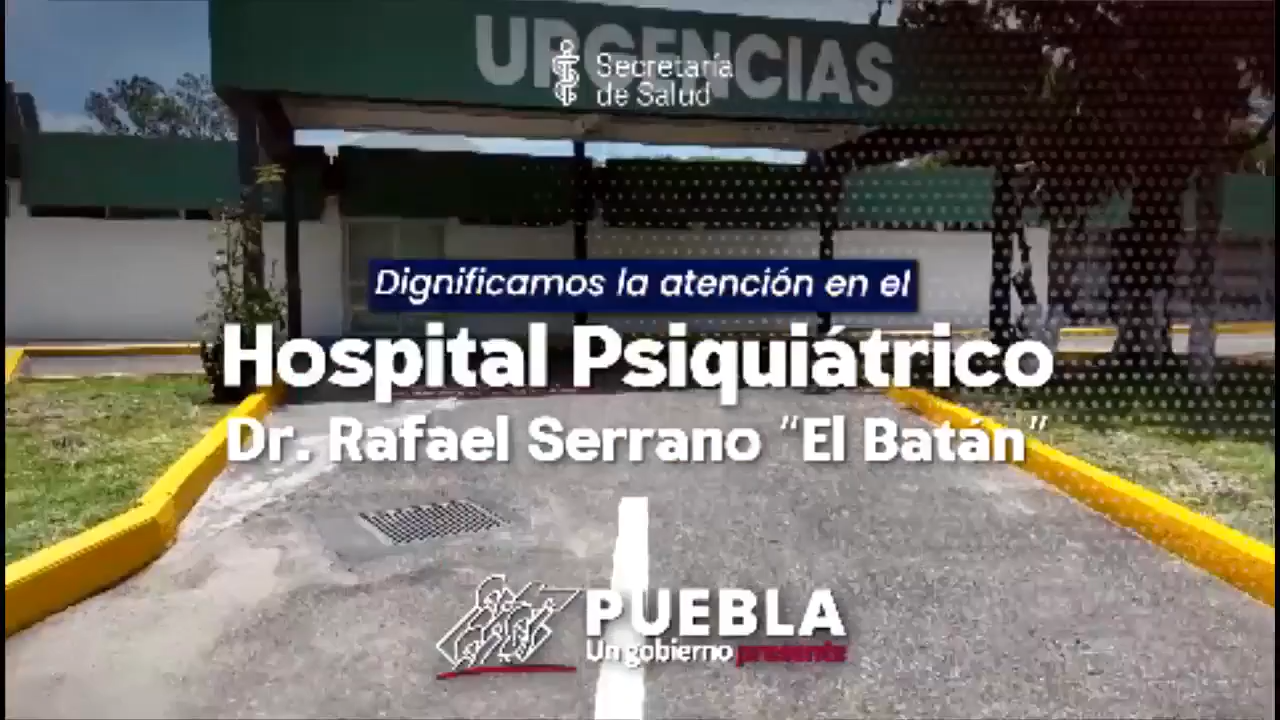 URGENCIAS
Secretaría
de Salud
Dignificamos la atención en el
Hospital Psiquiátrico
Dr. Rafael Serrano "El Batán"
PUEBLA
Un gobierno presente